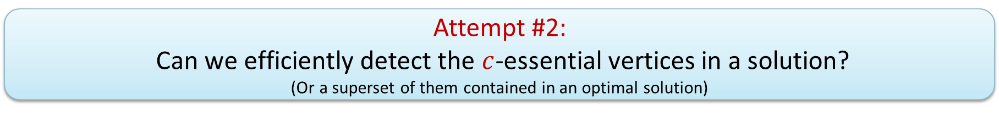 Attempt #2:
Can we efficiently detect the c-essential vertices in a solution?
(Or a superset of them contained in an optimal solution)